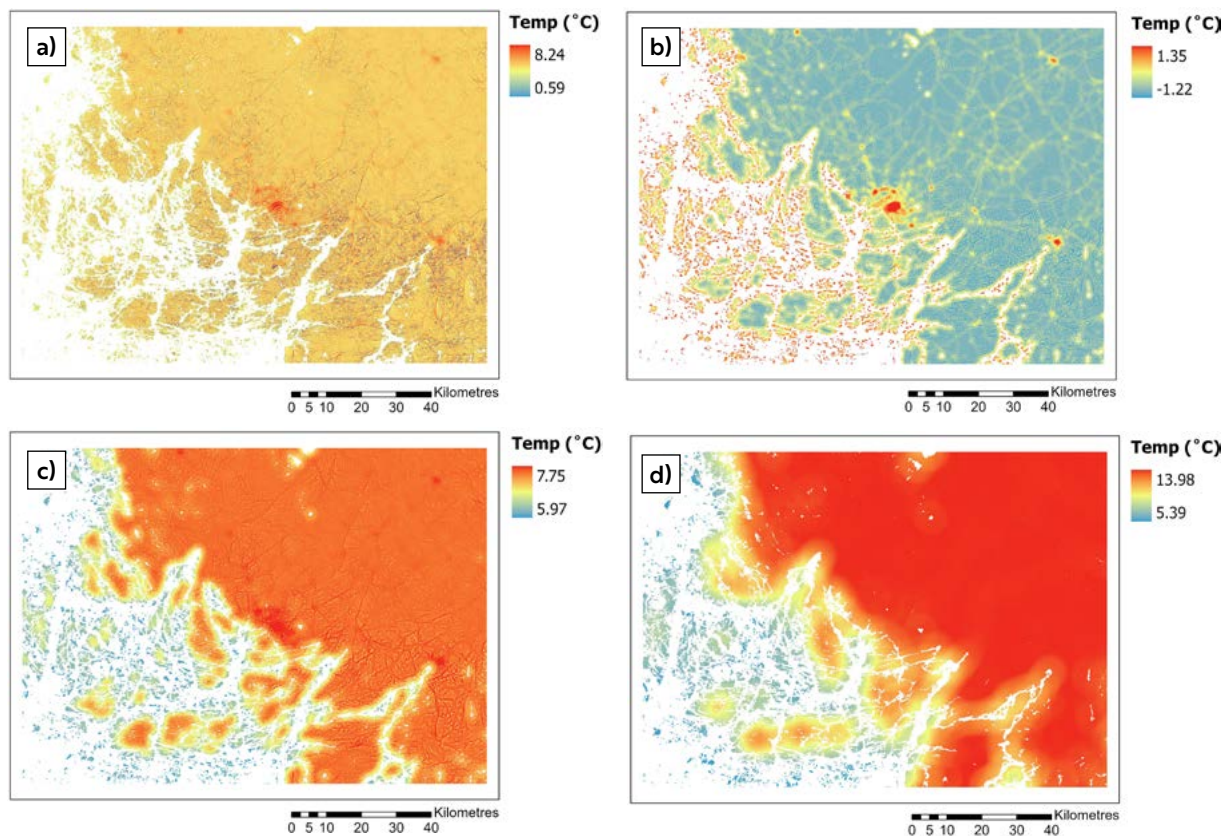 a)
Temp (˚C)
8.24
0.59
Kilometres
0 5 10 20 30 40
b)
Temp (˚C)
1.35
-1.22
Kilometres
0 5 10 20 30 40
c)
Temp (˚C)
7.75
5.97
Kilometres
0 5 10 20 30 40
d)
Temp (˚C)
13.98
5.39
Kilometres
0 5 10 20 30 40